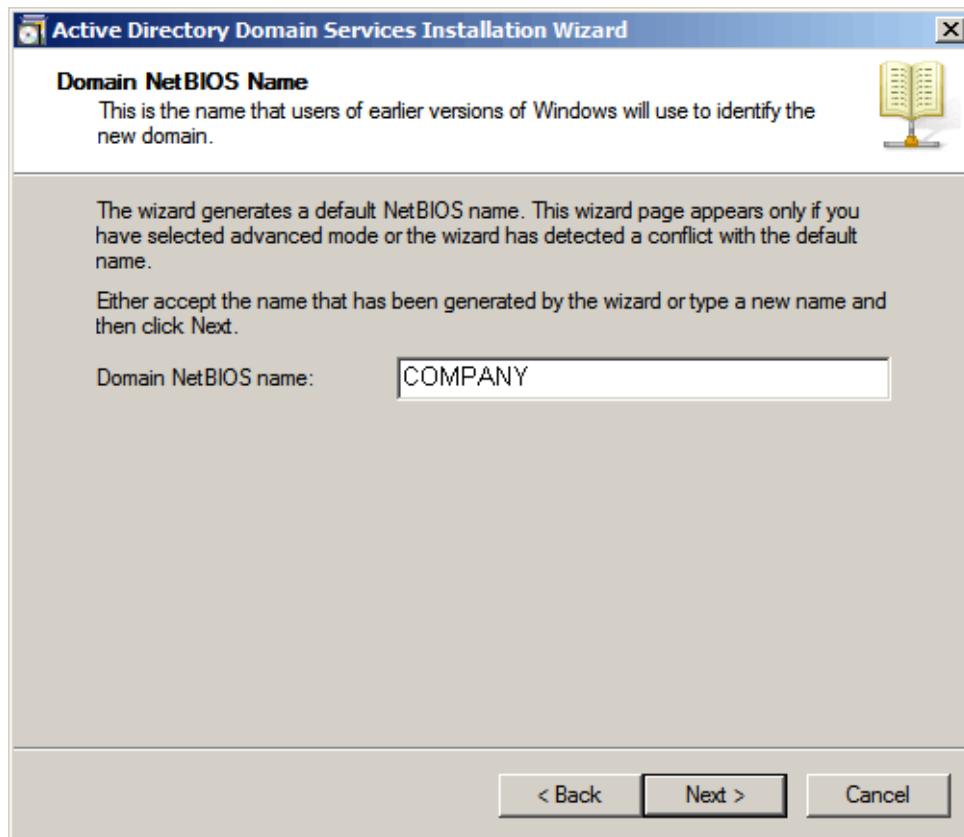 Active Directory Domain Services Installation Wizard
Domain NetBIOS Name
This is the name that users of earlier versions of Windows will use to identify the
new domain.
The wizard generates a default NetBIOS name. This wizard page appears only if you
have selected advanced mode or the wizard has detected a conflict with the default
name.
Either accept the name that has been generated by the wizard or type a new name and
then click Next.
Domain NetBIOS name: COMPANY
< Back Next > Cancel